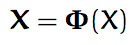 𝐗 = 𝚽(X)